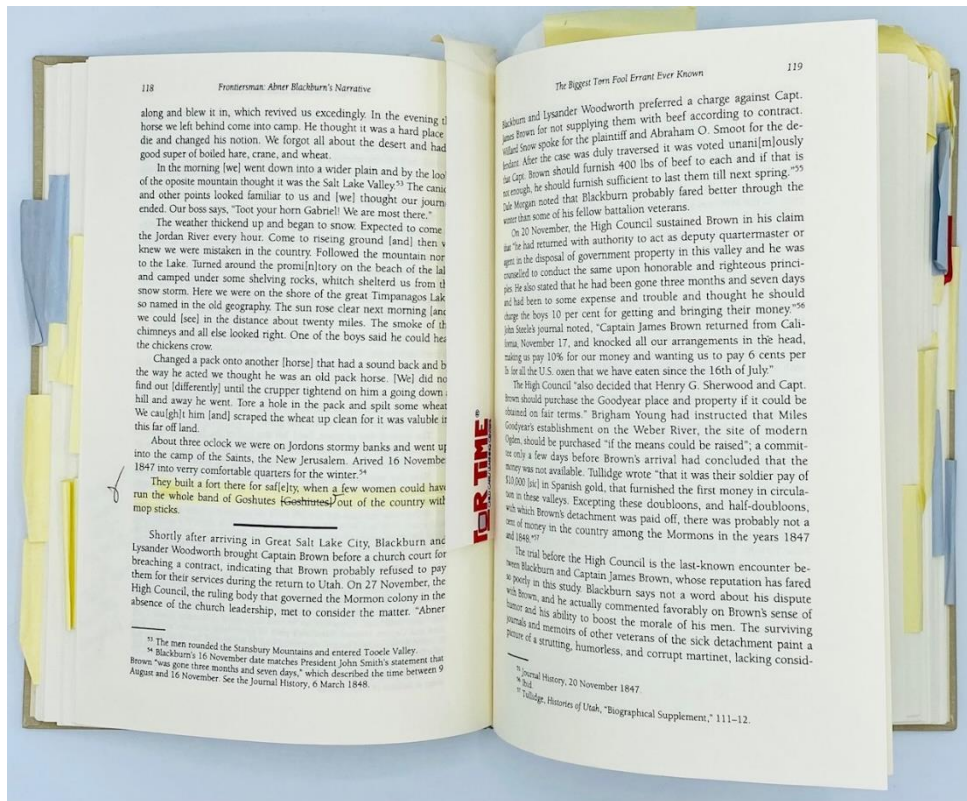 118 Frontiersman: Abner Blackburn's Narrative
along and blew it in, which revived us exceedingly. In the evening
horse we left behind come into camp. He thought it was a hard place
die and changed his notion. We forgot all about the desert and had
good super of boiled hare, crane, and wheat.
In the morning [we] went down into a wider plain and by the
of the oposite mountain thought it was the Salt Lake Valley.53 The
and other points looked familiar to us and [we] thought our
ended. Our boss says, "Toot your horn Gabriel! We are most there."
The weather thickend up and began to snow. Expected to come
the Jordan River every hour. Come to riseing ground [and] then
knew we were mistaken in the country. Followed the mountain
to the Lake. Turned around the promi[n]tory on the beach of the
and camped under some shelving rocks, whitch shelterd us from
snow storm. Here we were on the shore of the great Timpanagos
so named in the old geography. The sun rose clear next morning
we could [see] in the distance about twenty miles. The smoke of
chimneys and all else looked right. One of the boys said he could
the chickens crow.
Changed a pack onto another [horse] that had a sound back and
the way he acted we thought he was an old pack horse. [We] did
find out [differently] until the crupper tightend on him a going down
hill and away he went. Tore a hole in the pack and spilt some wheat
We cau[gh]t him [and] scraped the wheat up clean for it was valuble
this far off land.
About three oclock we were on Jordons stormy banks and went up
into the camp of the Saints, the New Jerusalem. Arived 16
1847 into verry comfortable quarters for the winter.54
They built a fort there for saf[e]ty, when a few women could have
run the whole band of Goshutes [Goshiutes] out of the country with
mop sticks.
Shortly after arriving in Great Salt Lake City, Blackburn and
Lysander Woodworth brought Captain Brown before a church court for
breaching a contract, indicating that Brown probably refused to pay
them for their services during the return to Utah. On 27 November, the
High Council, the ruling body that governed the Mormon colony in the
absence of the church leadership, met to consider the matter. "Abner
53 The men rounded the Stansbury Mountains and entered Tooele Valley.
54 Blackburn's 16 November date matches President John Smith's statement that
Brown "was gone three months and seven days," which described the time between 9
August and 16 November. See the Journal History, 6 March 1848.
FOR TIME®
The Biggest Torn Fool Errant Ever Known 119
Blackburn and Lysander Woodworth preferred a charge against Capt.
James Brown for not supplying them with beef according to contract.
Willard Snow spoke for the plaintiff and Abraham O. Smoot for the de-
fendant. After the case was duly traversed it was voted unani[m]ously
that Capt. Brown should furnish 400 lbs of beef to each and if that is
not enough, he should furnish sufficient to last them till next spring."55
Dale Morgan noted that Blackburn probably fared better through the
winter than some of his fellow battalion veterans.
On 20 November, the High Council sustained Brown in his claim
that "he had returned with authority to act as deputy quartermaster or
agent in the disposal of government property in this valley and he was
counselled to conduct the same upon honorable and righteous princi-
ples. He also stated that he had been gone three months and seven days
and had been to some expense and trouble and thought he should
charge the boys 10 per cent for getting and bringing their money."56
John Steele's journal noted, "Captain James Brown returned from Cali-
fornia, November 17, and knocked all our arrangements in the head,
making us pay 10% for our money and wanting us to pay 6 cents per
lb for all the U.S. oxen that we have eaten since the 16th of July."
The High Council "also decided that Henry G. Sherwood and Capt.
Brown should purchase the Goodyear place and property if it could be
obtained on fair terms." Brigham Young had instructed that Miles
Goodyear's establishment on the Weber River, the site of modern
Ogden, should be purchased "if the means could be raised"; a commit-
tee only a few days before Brown's arrival had concluded that the
money was not available. Tullidge wrote "that it was their soldier pay of
$10,000 [sic] in Spanish gold, that furnished the first money in circula-
tion in these valleys. Excepting these doubloons, and half-doubloons,
with which Brown's detachment was paid off, there was probably not a
cent of money in the country among the Mormons in the years 1847
and 1848."57
The trial before the High Council is the last-known encounter be-
tween Blackburn and Captain James Brown, whose reputation has fared
so poorly in this study. Blackburn says not a word about his dispute
with Brown, and he actually commented favorably on Brown's sense of
humor and his ability to boost the morale of his men. The surviving
journals and memoirs of other veterans of the sick detachment paint a
picture of a strutting, humorless, and corrupt martinet, lacking consid-
55 Journal History, 20 November 1847.
56 Ibid.
57 Tullidge, Histories of Utah, "Biographical Supplement," 111–12.